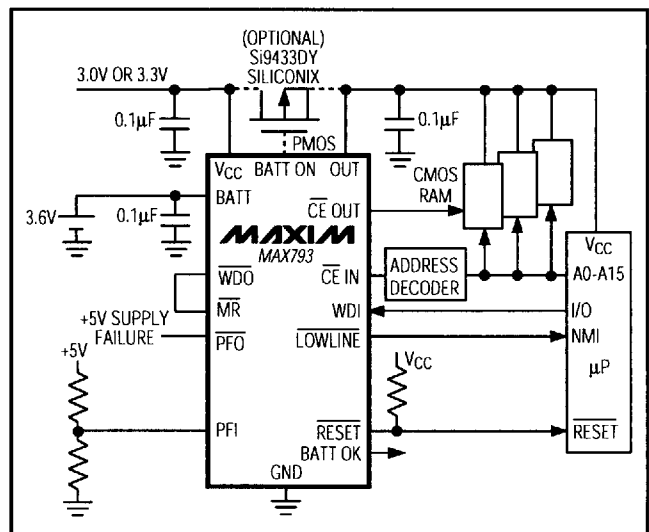 (OPTIONAL)
Si9433DY
SILICONIX
3.0V OR 3.3V
0.1µF
PMOS
0.1µF
VCC
BATT ON
OUT
CMOS
RAM
BATT
CE OUT
3.6V
0.1µF
MAXIM
MAX793
VCC
WDO
CE IN
ADDRESS
DECODER
A0-A15
MR
WDI
I/O
+5V SUPPLY
FAILURE
PFO
LOWLINE
NMI
+5V
VCC
µP
PFI
RESET
RESET
BATT OK
GND